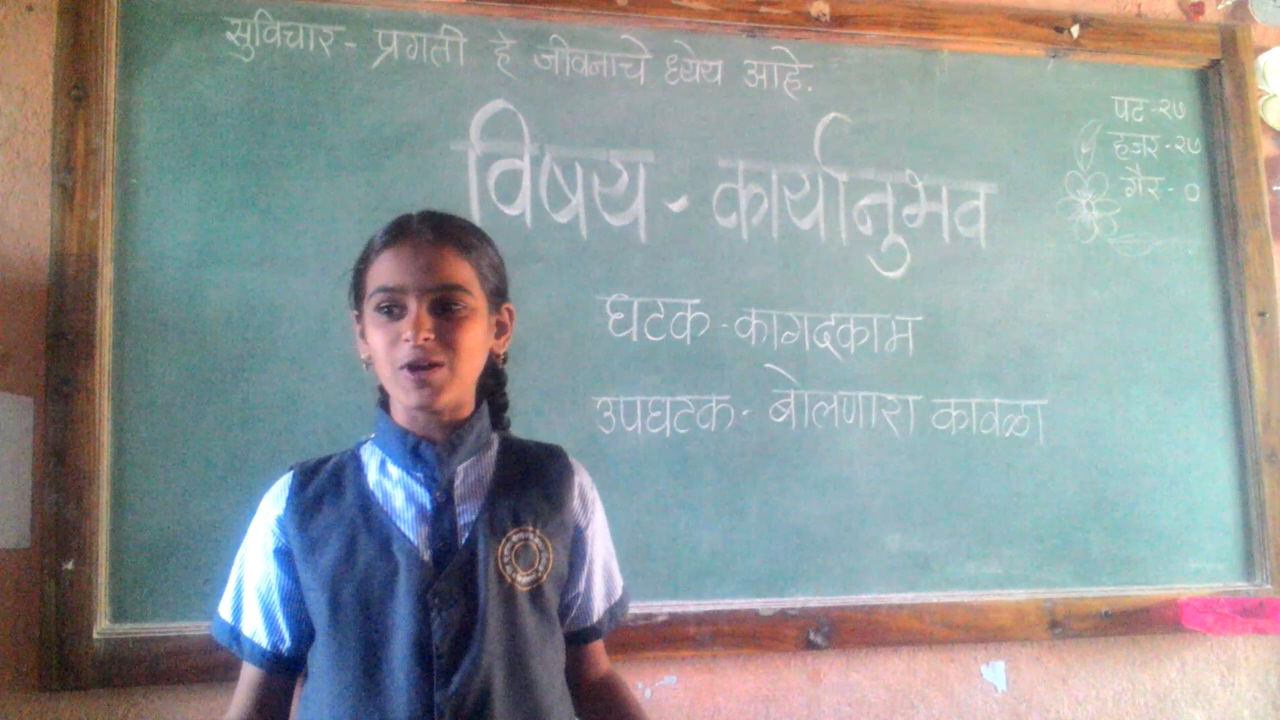 सुविचार - प्रगती हे जीवनाचे ध्येय आहे.
पट - २७
हजर - २७
गैर - ०
विषय - कार्यानुभव
घटक - कागदकाम
उपघटक - बोलणारा कावळा